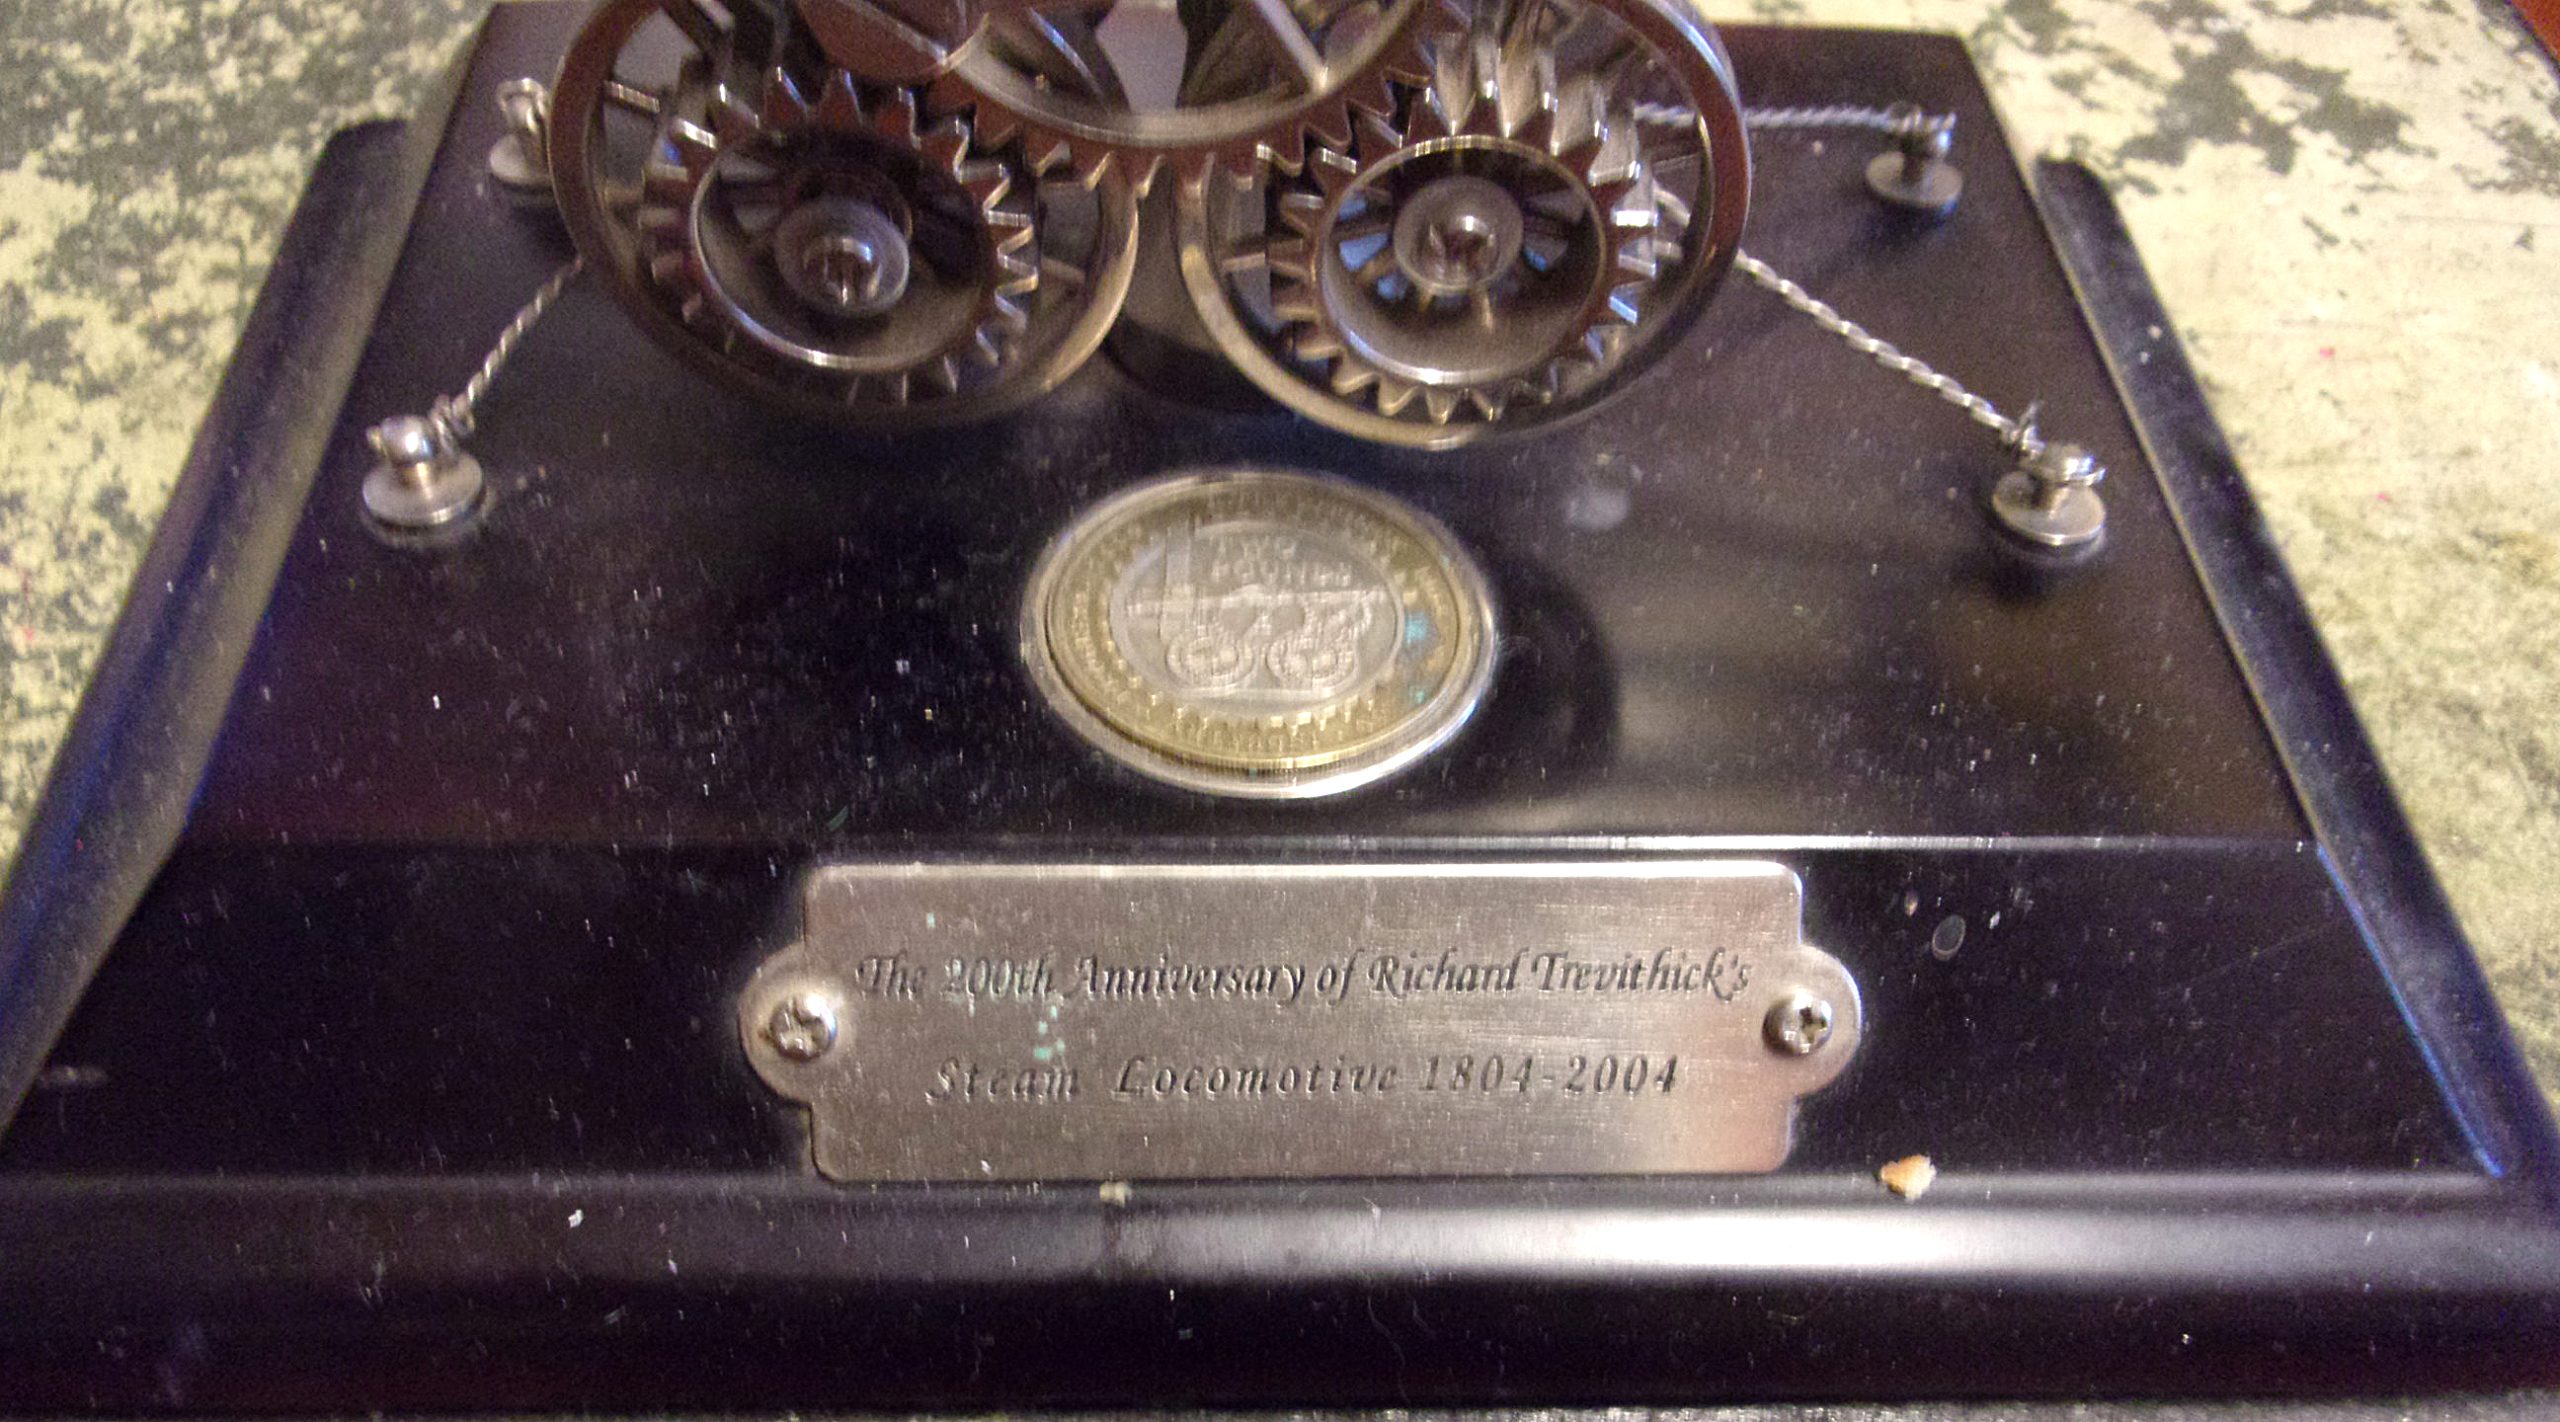 TWO
POUNDS
The 200th Anniversary of Richard Trevithick's
Steam Locomotive 1804-2004